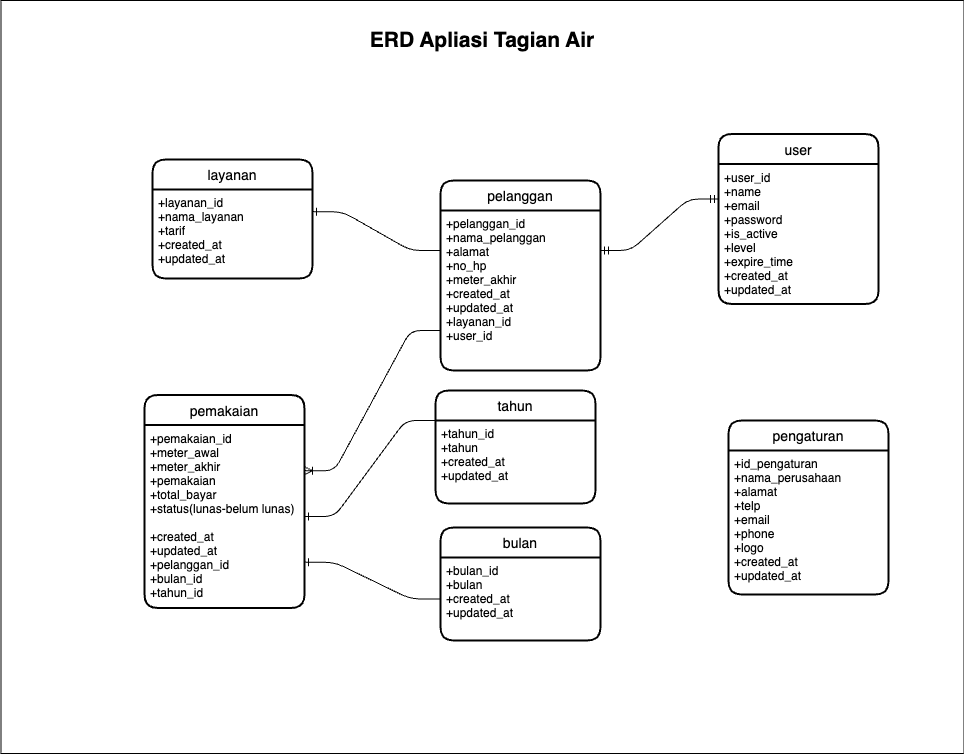 ERD Apliasi Tagian Air
layanan
+layanan_id
+nama_layanan
+tarif
+created_at
+updated_at
pelanggan
+pelanggan_id
+nama_pelanggan
+alamat
+no_hp
+meter_akhir
+created_at
+updated_at
+layanan_id
+user_id
user
+user_id
+name
+email
+password
+is_active
+level
+expire_time
+created_at
+updated_at
pemakaian
+pemakaian_id
+meter_awal
+meter_akhir
+pemakaian
+total_bayar
+status(lunas-belum lunas)
+created_at
+updated_at
+pelanggan_id
+bulan_id
+tahun_id
tahun
+tahun_id
+tahun
+created_at
+updated_at
bulan
+bulan_id
+bulan
+created_at
+updated_at
pengaturan
+id_pengaturan
+nama_perusahaan
+alamat
+telp
+email
+phone
+logo
+created_at
+updated_at